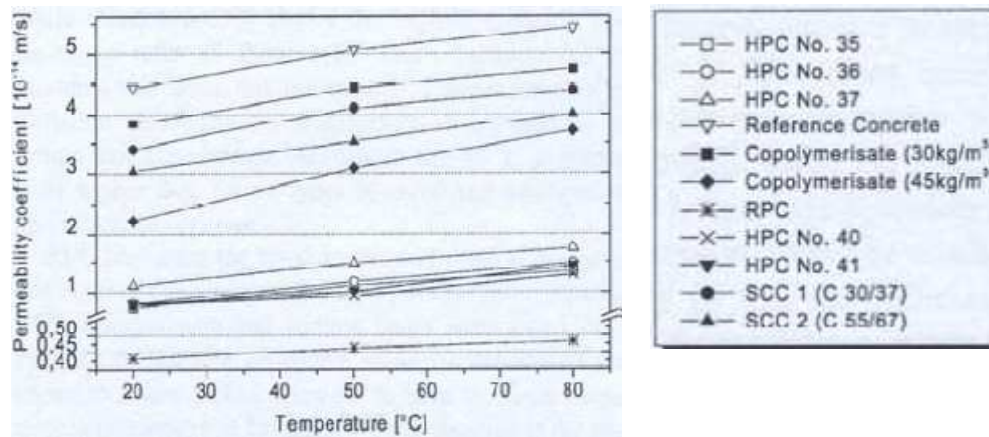 Permeability coefficient [10⁻¹⁴ m/s]
5
4
3
2
1
0,50
0,45
0,40
20 30 40 50 60 70 80
Temperature [°C]
HPC No. 35
HPC No. 36
HPC No. 37
Reference Concrete
Copolymerisate (30kg/m³
Copolymerisate (45kg/m³
RPC
HPC No. 40
HPC No. 41
SCC 1 (C 30/37)
SCC 2 (C 55/67)